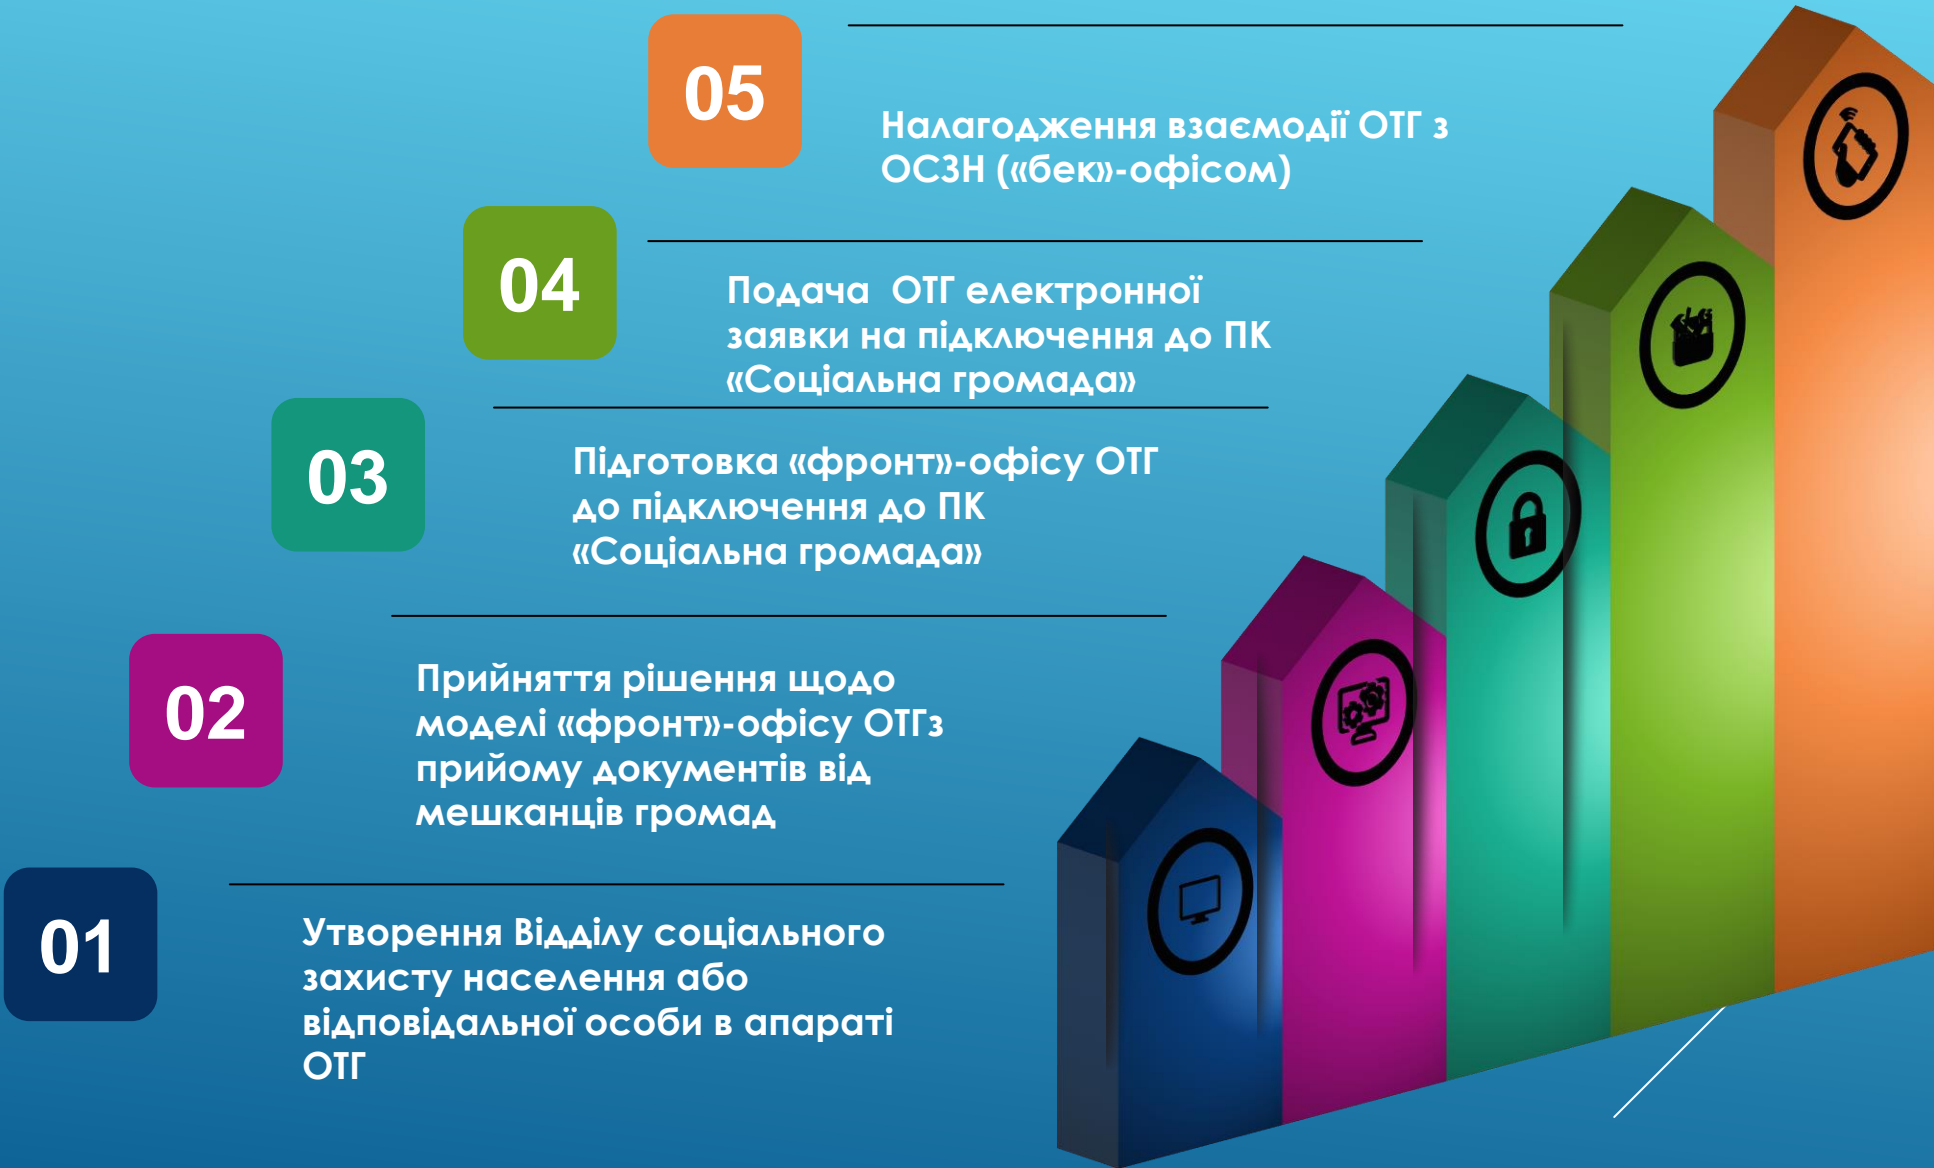 05
Налагодження взаємодії ОТГ з
ОСЗН («бек»-офісом)
04
Подача  ОТГ електронної
заявки на підключення до ПК
«Соціальна громада»
03
Підготовка «фронт»-офісу ОТГ
до підключення до ПК
«Соціальна громада»
02
Прийняття рішення щодо
моделі «фронт»-офісу ОТГз
прийому документів від
мешканців громад
01
Утворення Відділу соціального
захисту населення або
відповідальної особи в апараті
ОТГ